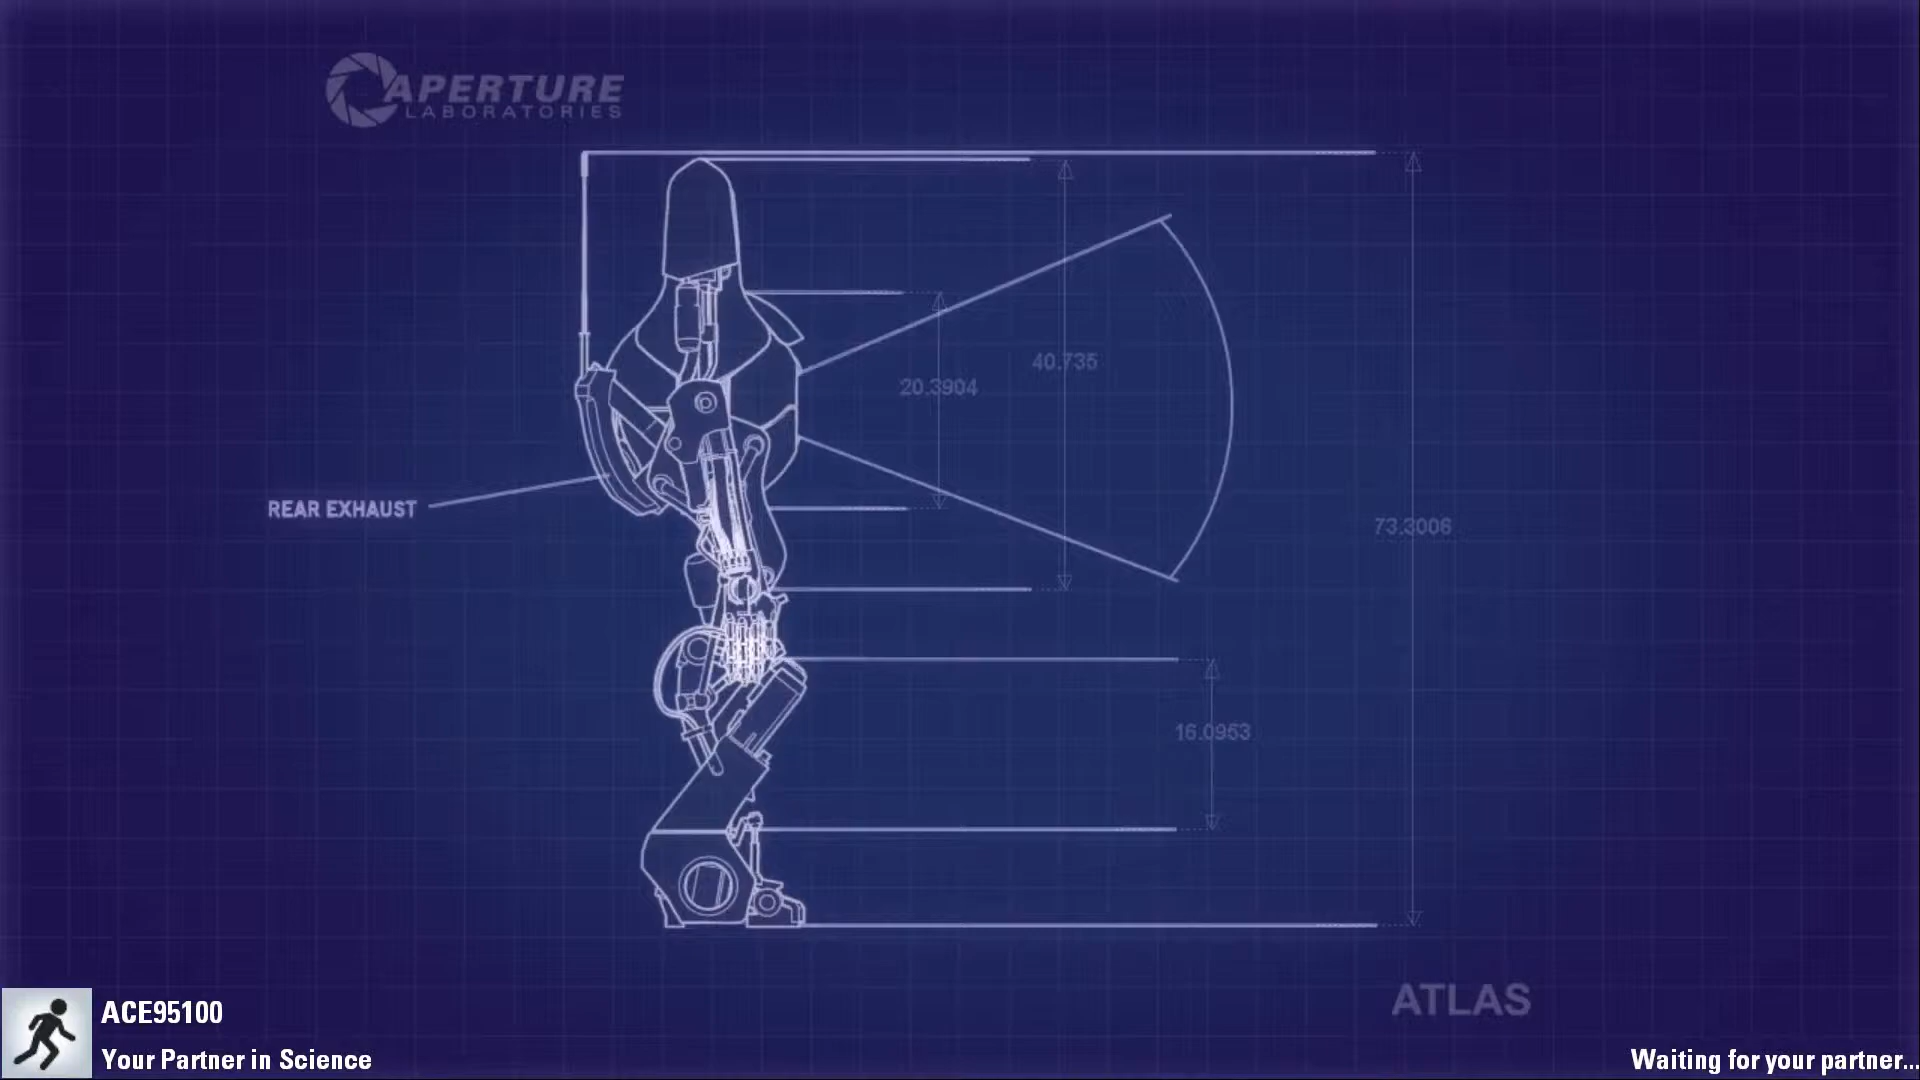 APERTURE
LABORATORIES
40.735
20.3904
REAR EXHAUST
73.3006
16.0953
ATLAS
ACE95100
Your Partner in Science
Waiting for your partner...